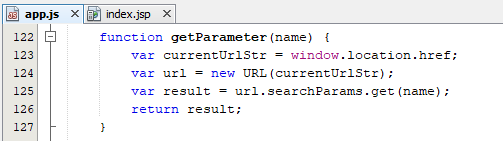 app.js index.jsp
122 function getParameter(name) {
123 var currentUrlStr = window.location.href;
124 var url = new URL(currentUrlStr);
125 var result = url.searchParams.get(name);
126 return result;
127 }